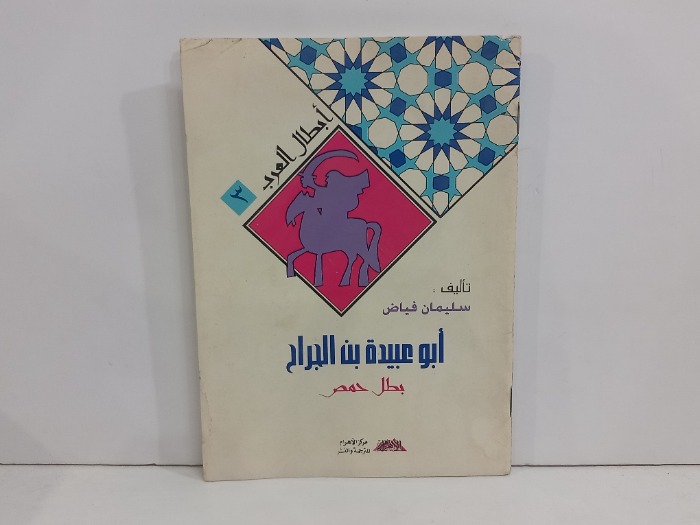 أبطال العرب
٣
تأليف :
سليمان فياض
أبو عبيدة بن الجراح
بطل حمص
مركز الأهرام
للترجمة والنشر